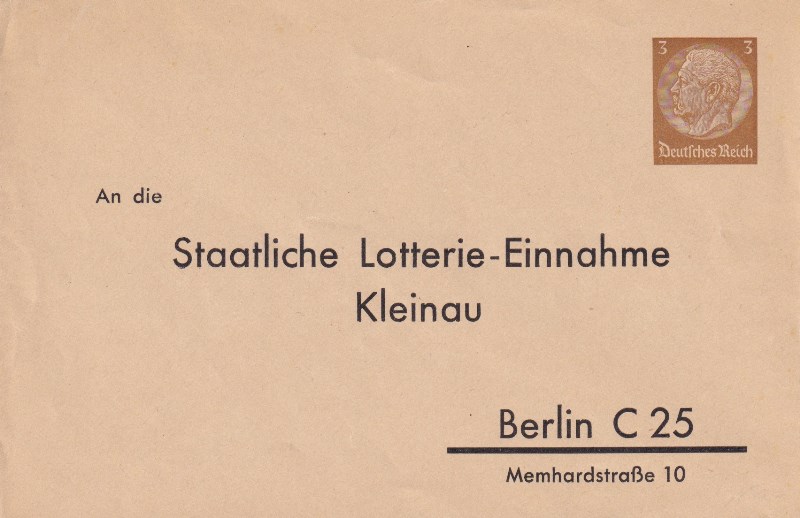 3 3
Deutsches Reich
An die
Staatliche Lotterie-Einnahme
Kleinau
Berlin C 25
Memhardstraße 10